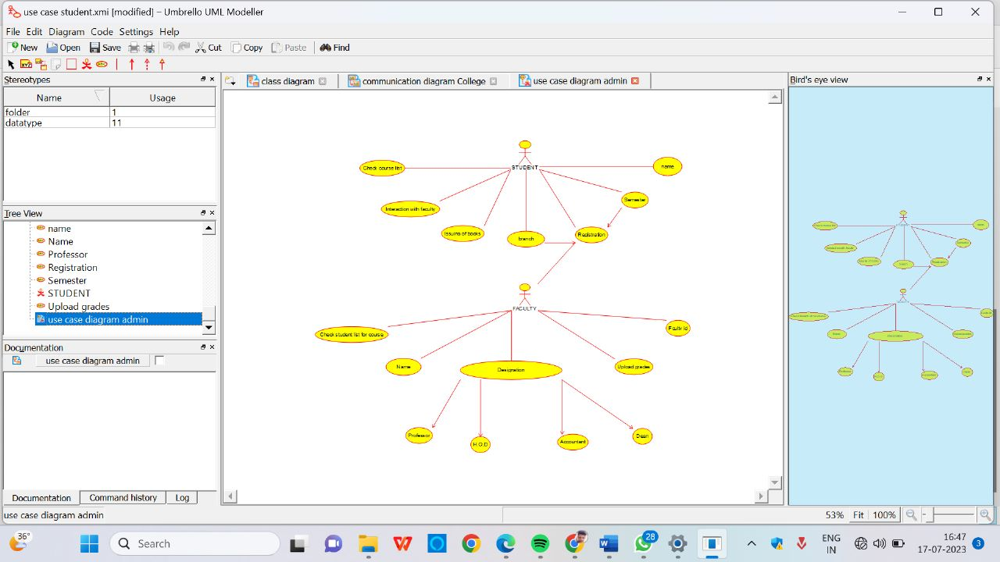 use case student.xmi [modified] – Umbrello UML Modeller
File Edit Diagram Code Settings Help
New Open Save Cut Copy Paste Find
Stereotypes
Name Usage
folder 1
datatype 11
Tree View
name
Name
Professor
Registration
Semester
STUDENT
Upload grades
use case diagram admin
Documentation
use case diagram admin
Documentation Command history Log
class diagram communication diagram College use case diagram admin
STUDENT
Check course list
name
Interaction with faculty
Semester
Issuing of books
branch
Registration
FACULTY
Check student list for course
Faculty id
Name
Designation
Upload grades
Professor
H.O.D
Accountant
Dean
Bird's eye view
use case diagram admin
53% Fit 100%
36°
Search
28
ENG
IN
16:47
17-07-2023
3